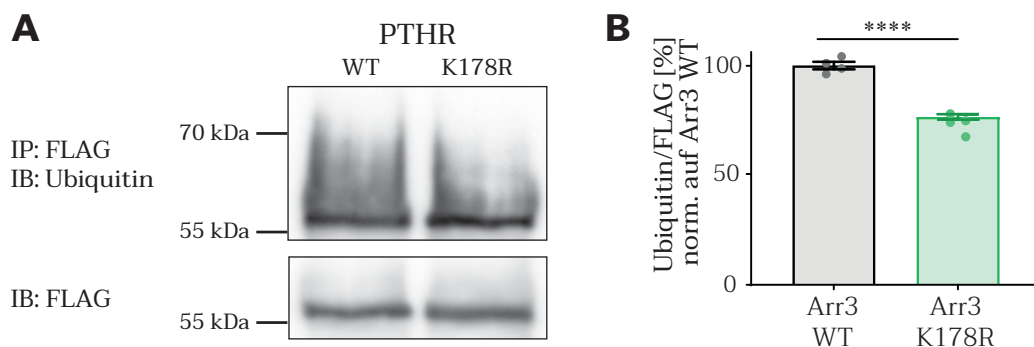 A
PTHR
WT K178R
70 kDa
IP: FLAG
IB: Ubiquitin
55 kDa
IB: FLAG
55 kDa
B
Ubiquitin/FLAG [%]
norm. auf Arr3 WT
****
100
50
0
Arr3 WT
Arr3 K178R